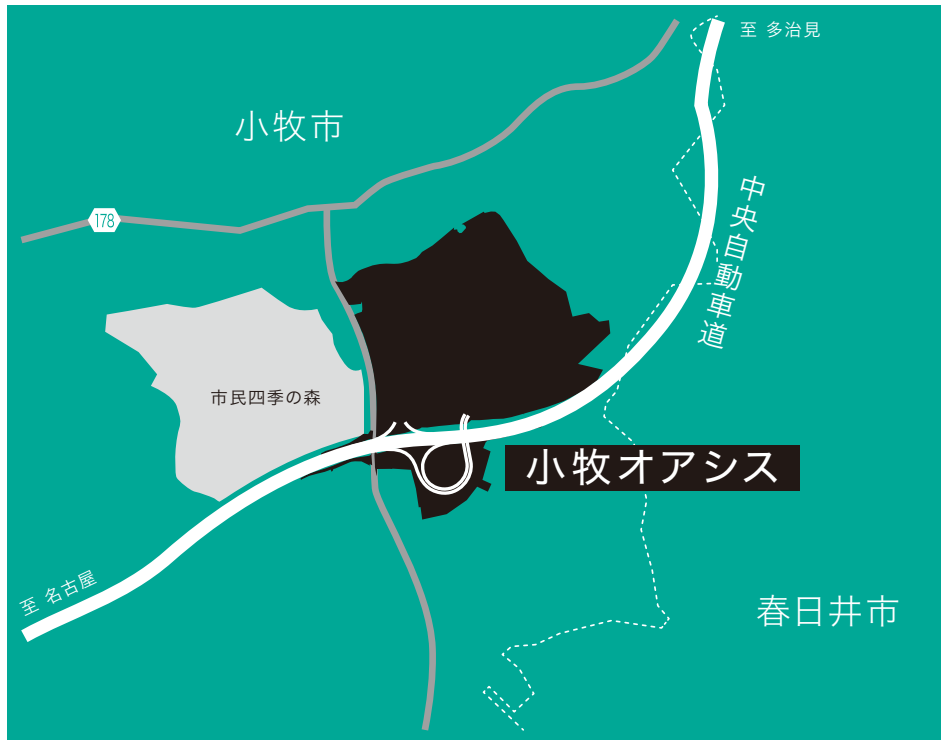 至 多治見
小牧市
中央自動車道
178
市民四季の森
小牧オアシス
至 名古屋
春日井市